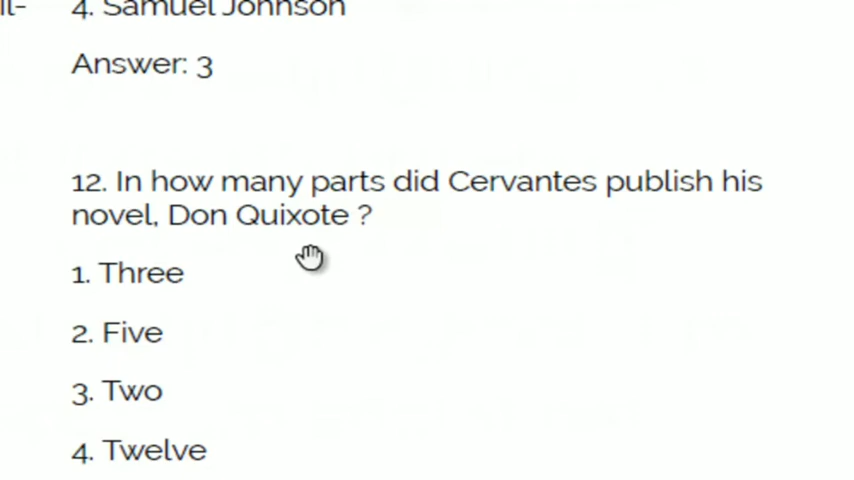 il- 4. Samuel Johnson
Answer: 3
12. In how many parts did Cervantes publish his
novel, Don Quixote ?
1. Three
2. Five
3. Two
4. Twelve